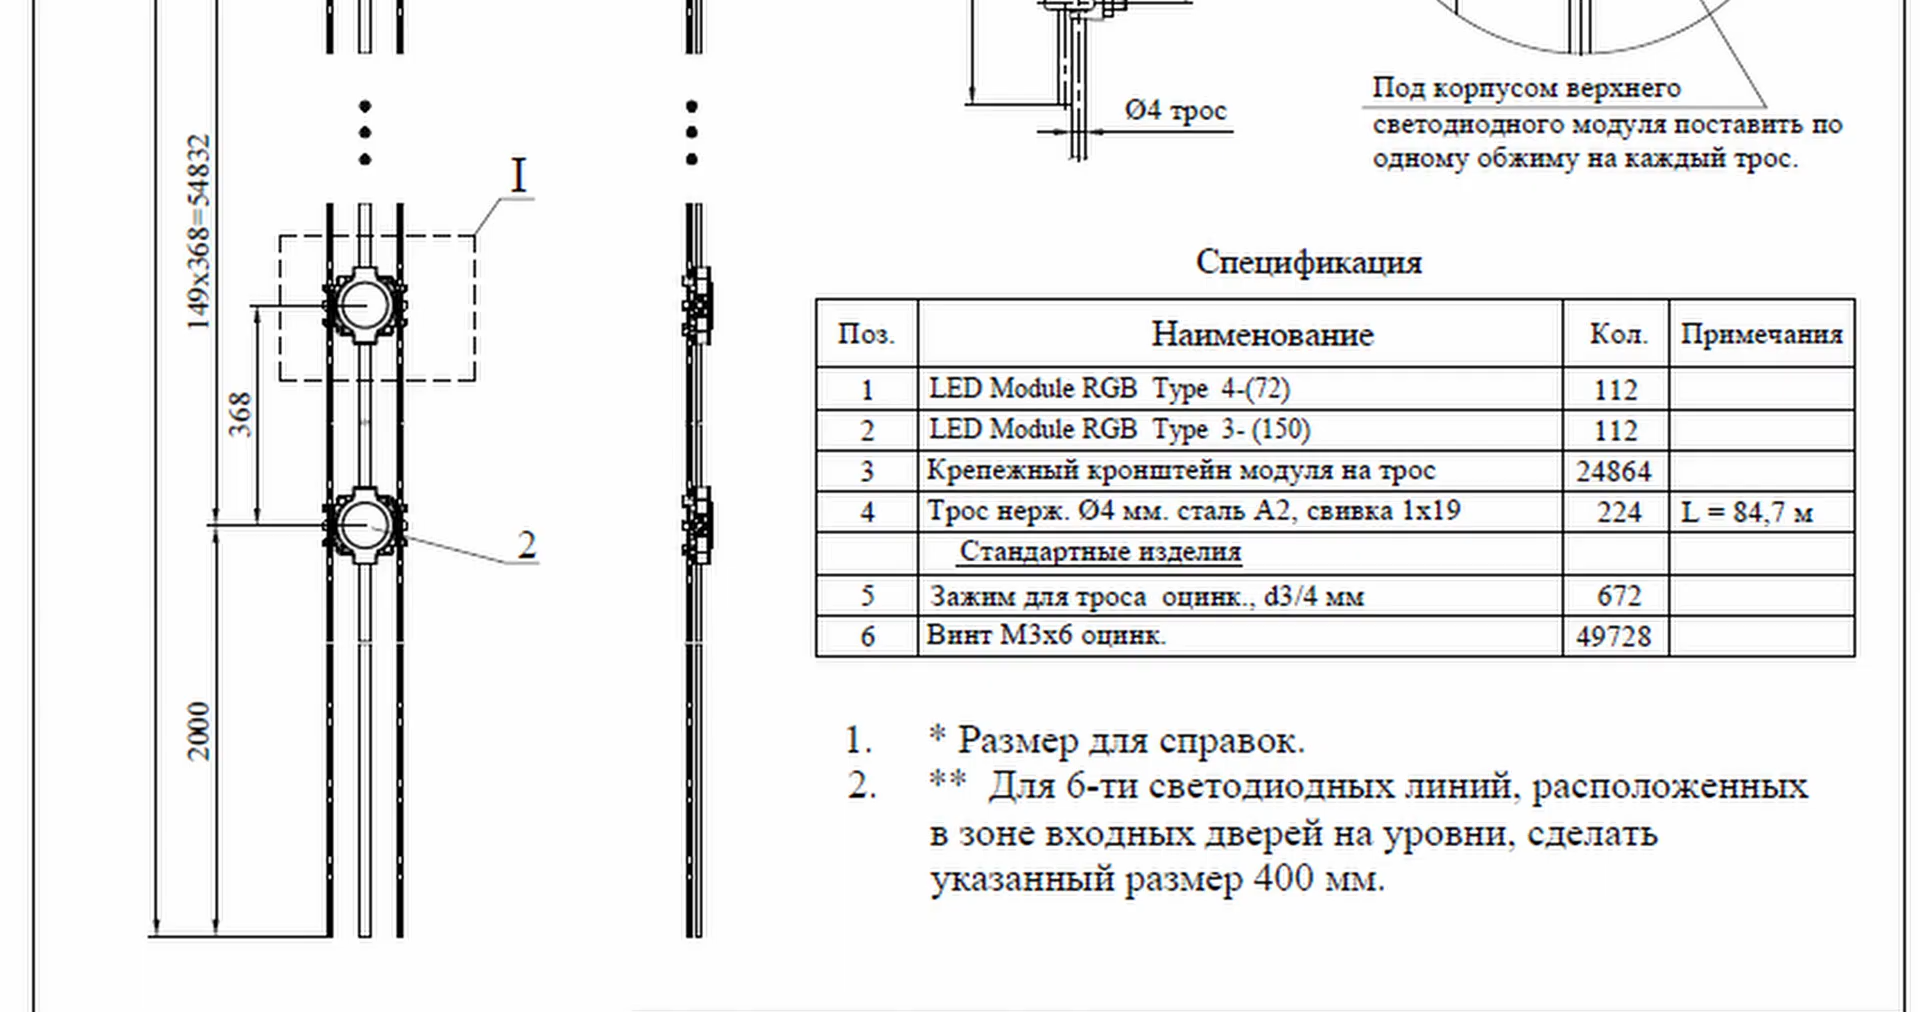 149x368=54832
368
2000
I
2
Ø4 трос
Под корпусом верхнего
светодиодного модуля поставить по
одному обжиму на каждый трос.
Спецификация
Поз. Наименование Кол. Примечания
1 LED Module RGB Type 4-(72) 112
2 LED Module RGB Type 3- (150) 112
3 Крепежный кронштейн модуля на трос 24864
4 Трос нерж. Ø4 мм. сталь А2, свивка 1х19 224 L = 84,7 м
Стандартные изделия
5 Зажим для троса оцинк., d3/4 мм 672
6 Винт М3х6 оцинк. 49728
1. * Размер для справок.
2. ** Для 6-ти светодиодных линий, расположенных
в зоне входных дверей на уровни, сделать
указанный размер 400 мм.